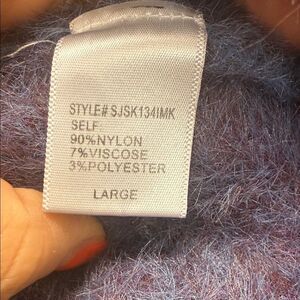 STYLE# SJSK134IMK
SELF
90%NYLON
7%VISCOSE
3%POLYESTER
LARGE